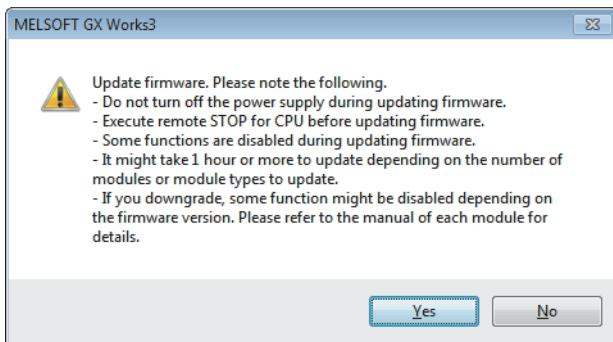 MELSOFT GX Works3
Update firmware. Please note the following.
- Do not turn off the power supply during updating firmware.
- Execute remote STOP for CPU before updating firmware.
- Some functions are disabled during updating firmware.
- It might take 1 hour or more to update depending on the number of
modules or module types to update.
- If you downgrade, some function might be disabled depending on
the firmware version. Please refer to the manual of each module for
details.
Yes
No